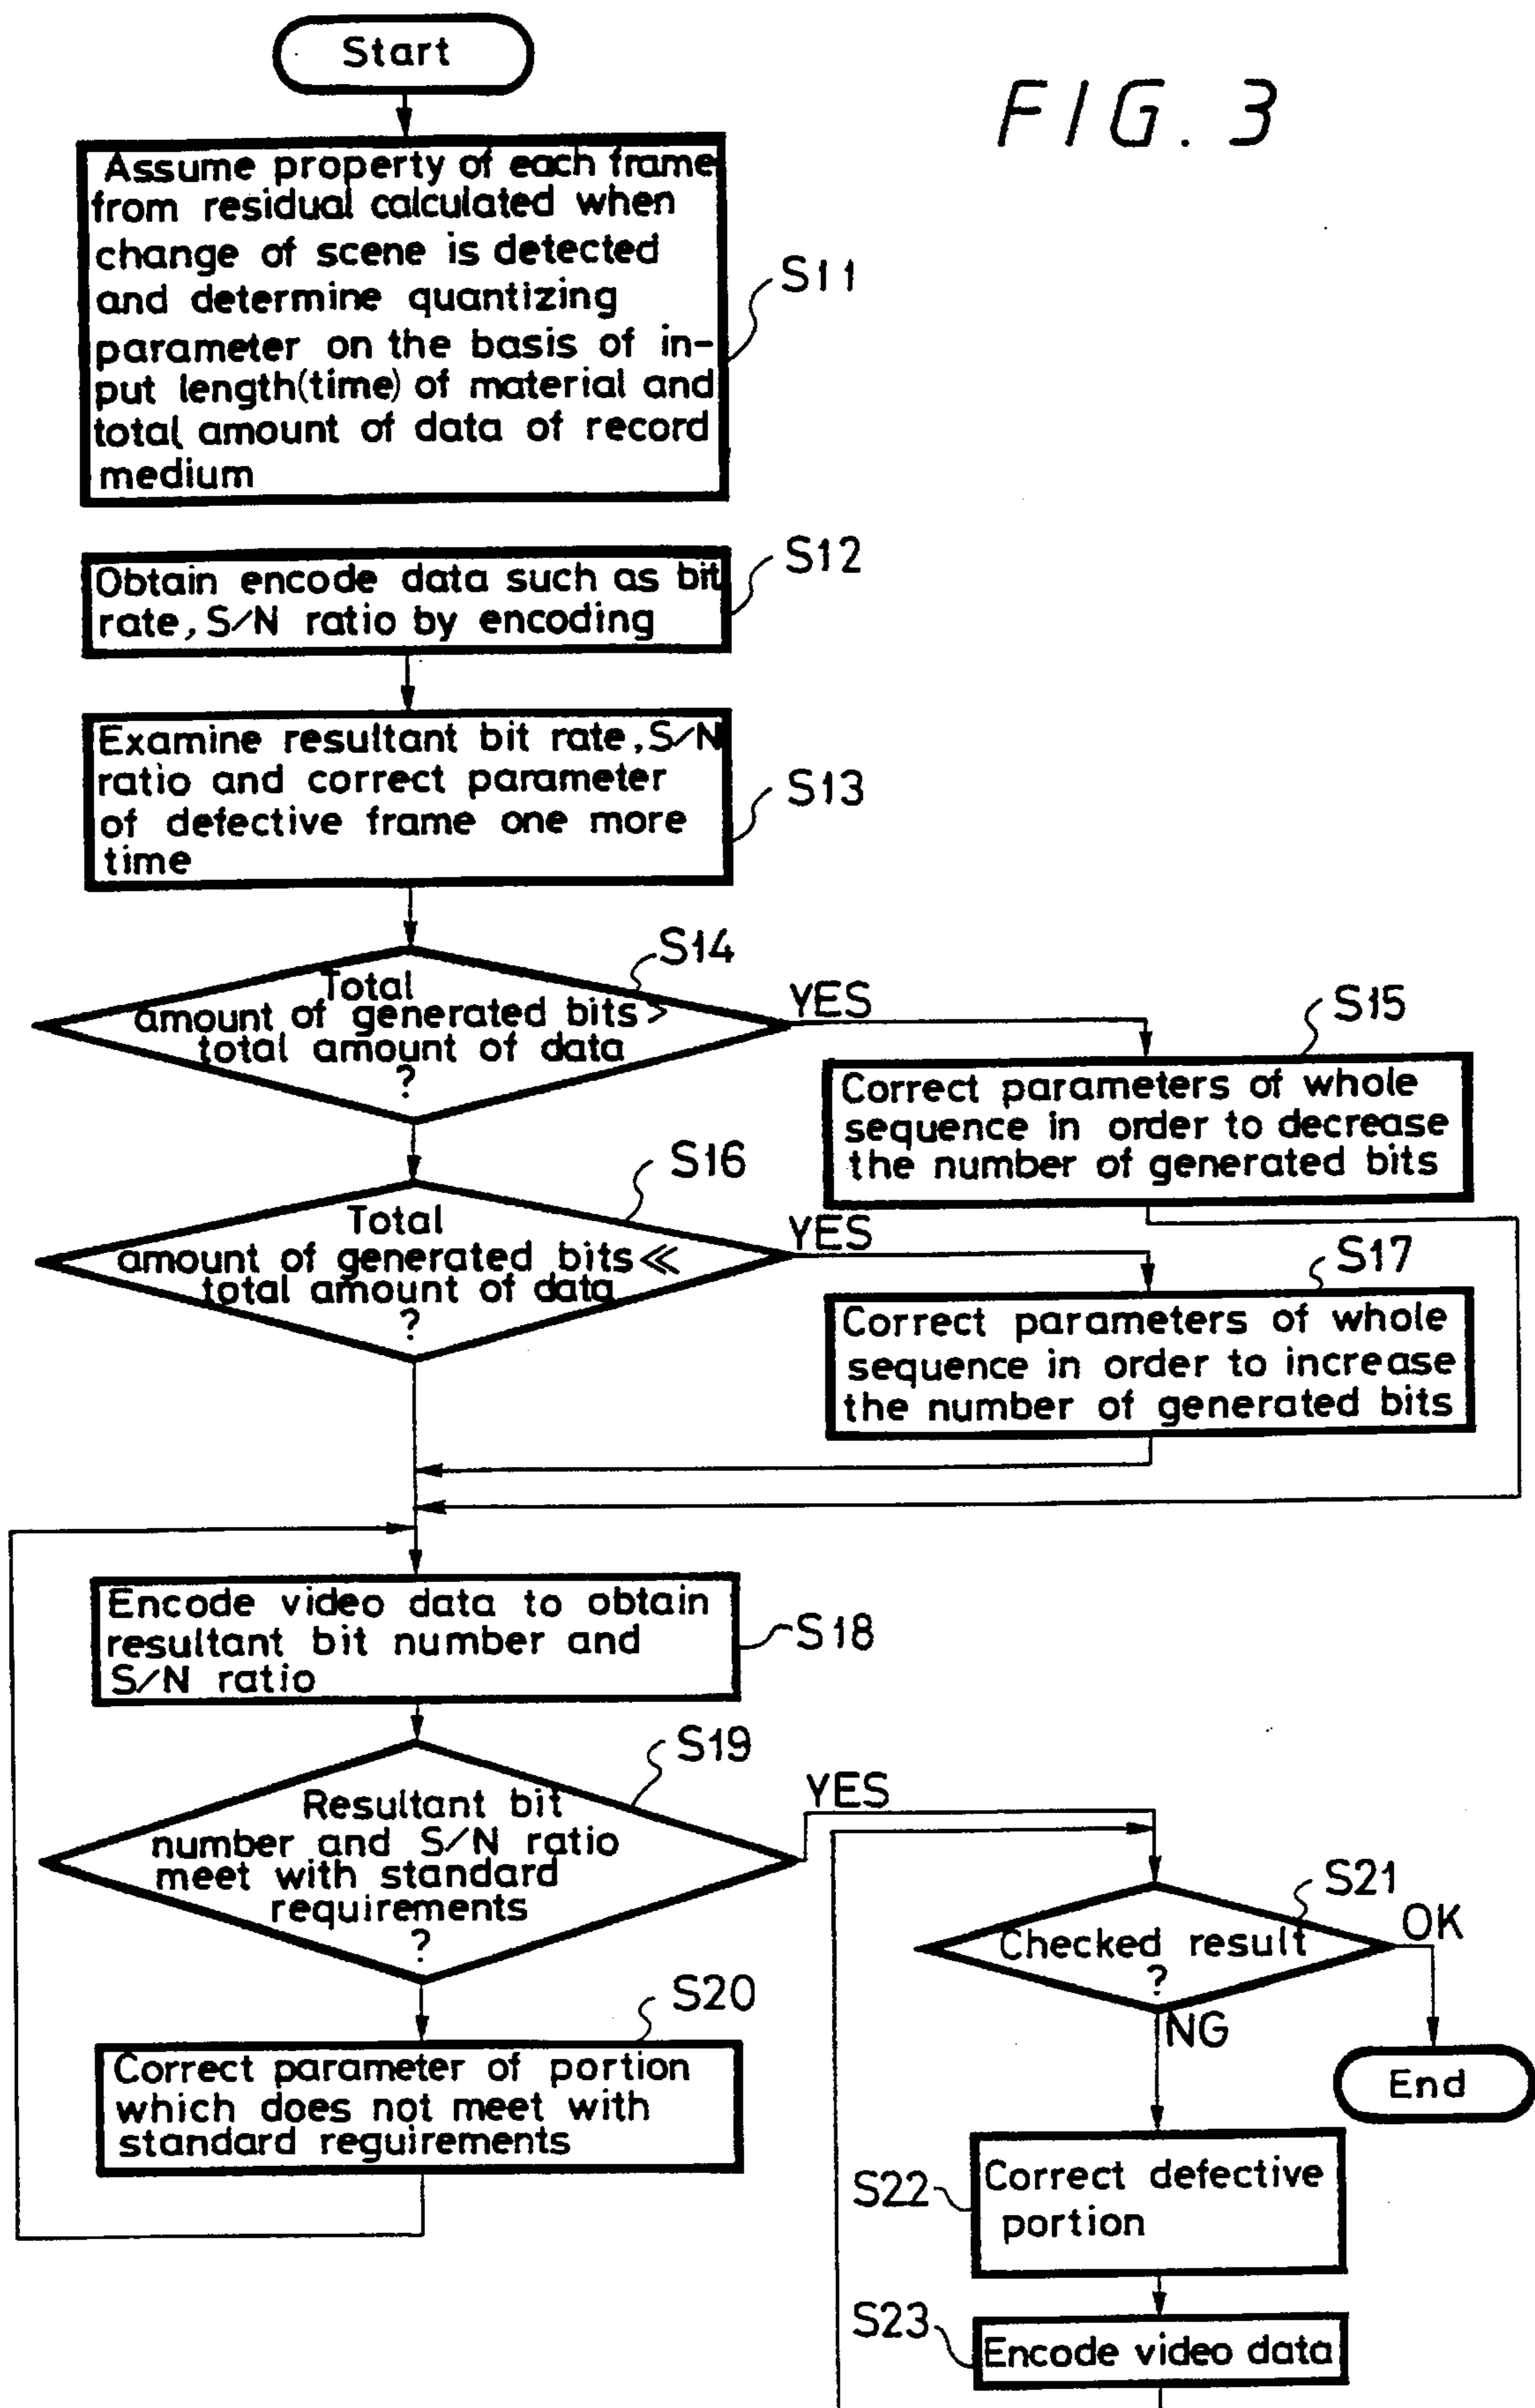 Start
FIG. 3
Assume property of each frame
from residual calculated when
change of scene is detected
and determine quantizing
parameter on the basis of in-
put length(time) of material and
total amount of data of record
medium
S11
Obtain encode data such as bit
rate, S/N ratio by encoding
S12
Examine resultant bit rate, S/N
ratio and correct parameter
of defective frame one more
time
S13
S14
Total
amount of generated bits >
total amount of data
?
YES
S15
Correct parameters of whole
sequence in order to decrease
the number of generated bits
S16
Total
amount of generated bits ≪
total amount of data
?
YES
S17
Correct parameters of whole
sequence in order to increase
the number of generated bits
Encode video data to obtain
resultant bit number and
S/N ratio
S18
S19
Resultant bit
number and S/N ratio
meet with standard
requirements
?
YES
S20
Correct parameter of portion
which does not meet with
standard reguirements
S21
Checked result
?
OK
NG
End
S22
Correct defective
portion
S23
Encode video data